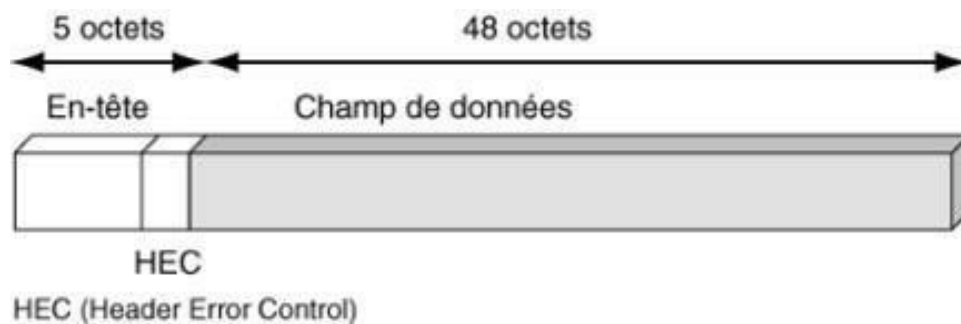 5 octets 48 octets
En-tête Champ de données
HEC
HEC (Header Error Control)